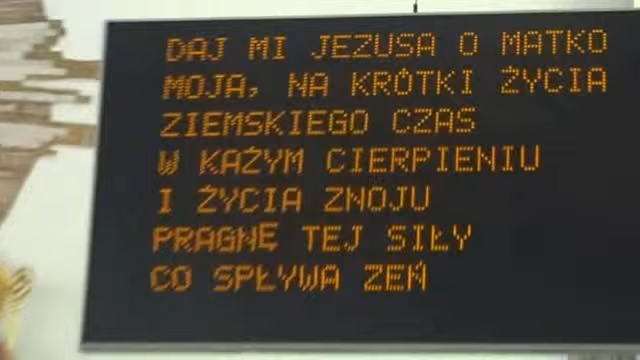 DAJ MI JEZUSA O MATKO
MOJA, NA KRÓTKI ŻYCIA
ZIEMSKIEGO CZAS
W KAŻYM CIERPIENIU
I ŻYCIA ZNOJU
PRAGNĘ TEJ SIŁY
CO SPŁYWA ZEŃ